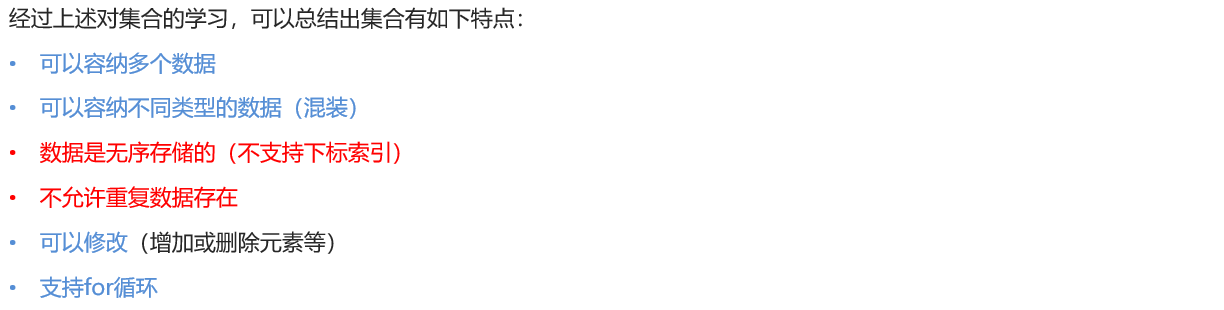 经过上述对集合的学习，可以总结出集合有如下特点：
• 可以容纳多个数据
• 可以容纳不同类型的数据（混装）
• 数据是无序存储的（不支持下标索引）
• 不允许重复数据存在
• 可以修改（增加或删除元素等）
• 支持for循环